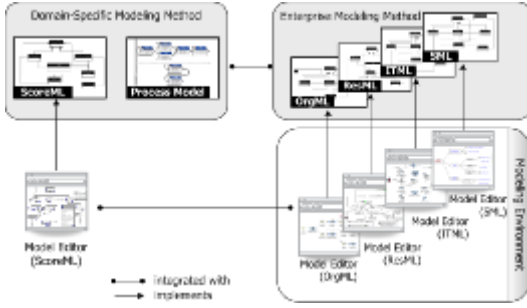 Domain-Specific Modeling Method
Enterprise Modeling Method
ScoreML
Process Model
OrgML
ResML
ITML
SML
Modeling Environment
Model Editor
(ScoreML)
Model Editor
(OrgML)
Model Editor
(ResML)
Model Editor
(ITML)
Model Editor
(SML)
integrated with
implements